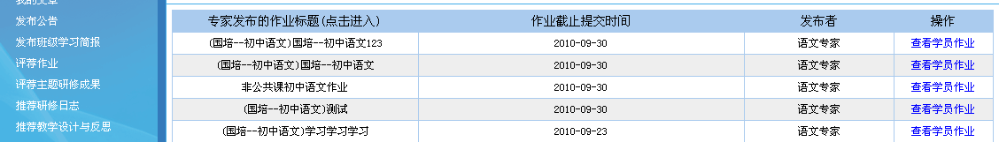 我的文章
发布公告
发布班级学习简报
评荐作业
评荐主题研修成果
推荐研修日志
推荐教学设计与反思
专家发布的作业标题(点击进入) 作业截止提交时间 发布者 操作
(国培--初中语文)国培--初中语文123 2010-09-30 语文专家 查看学员作业
(国培--初中语文)国培--初中语文 2010-09-30 语文专家 查看学员作业
非公共课初中语文作业 2010-09-30 语文专家 查看学员作业
(国培--初中语文)测试 2010-09-30 语文专家 查看学员作业
(国培--初中语文)学习学习学习 2010-09-23 语文专家 查看学员作业